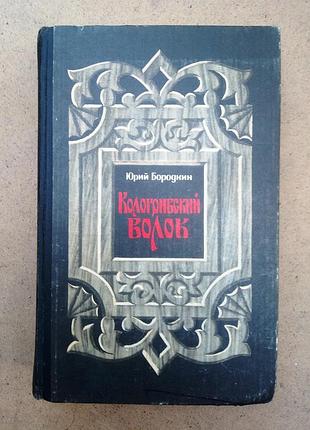 Юрий Бородкин
Кологривский
волок